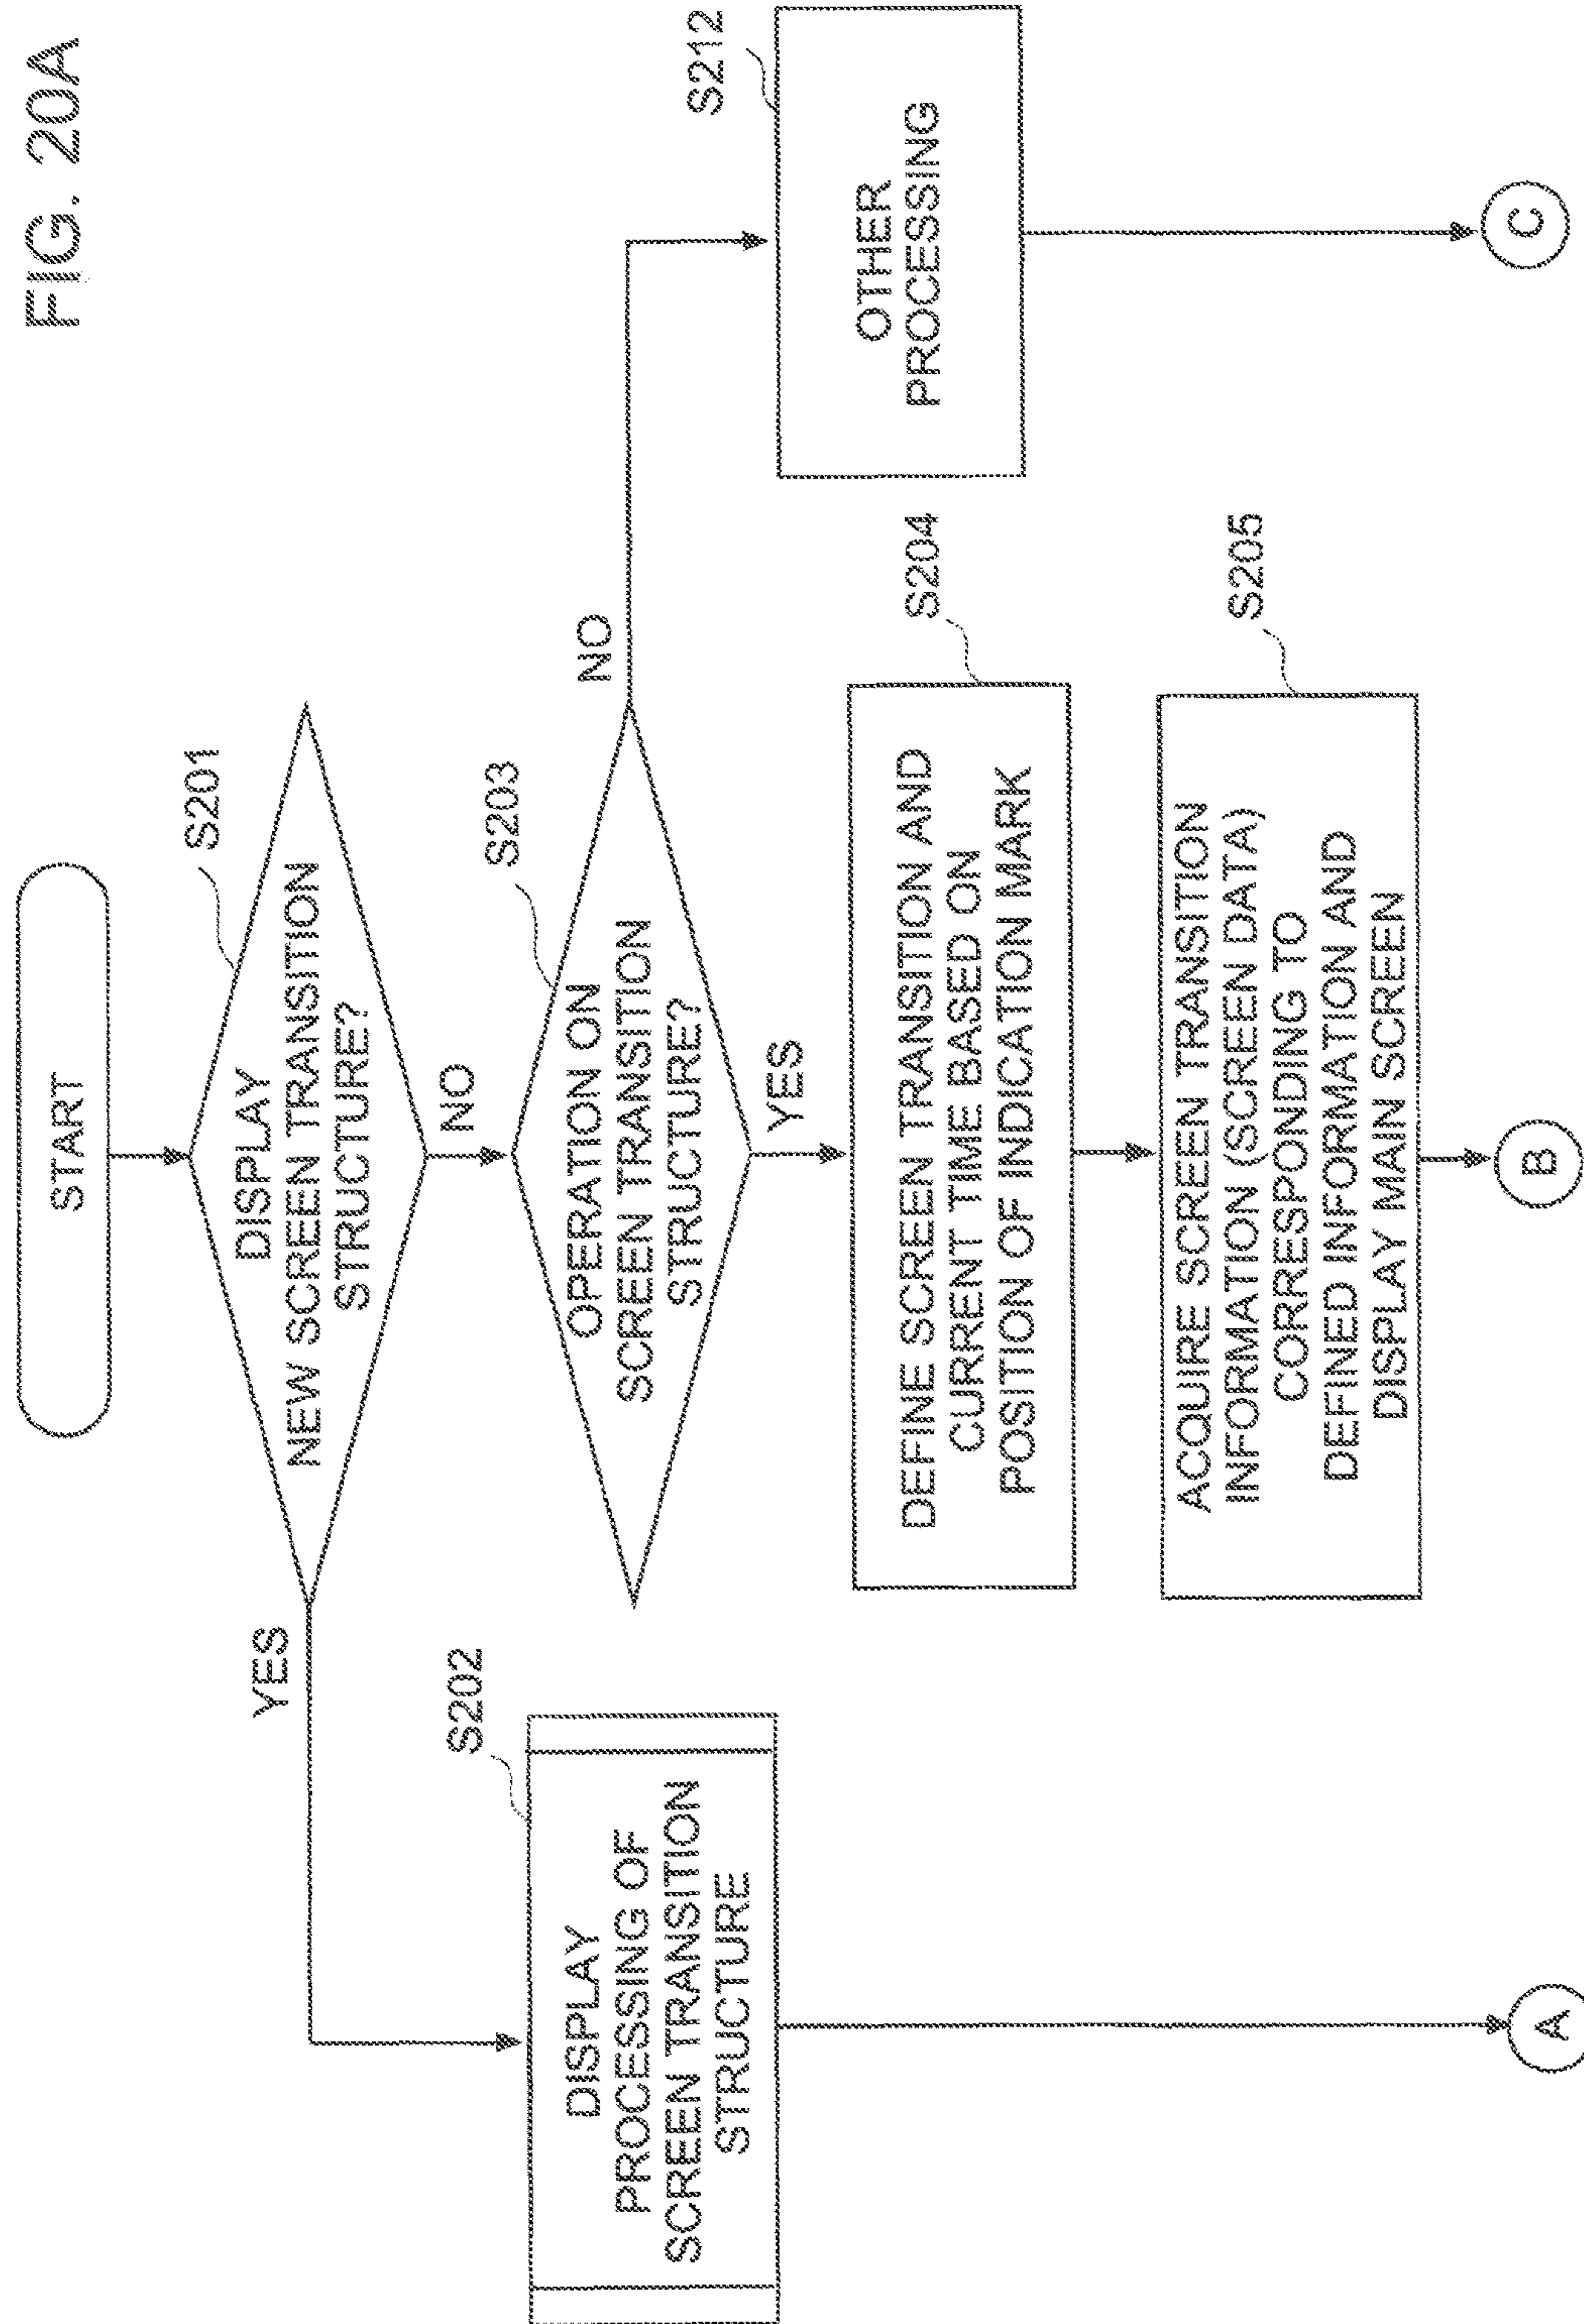 FIG. 20A
START
S201
DISPLAY
NEW SCREEN TRANSITION
STRUCTURE?
YES
NO
S202
DISPLAY
PROCESSING OF
SCREEN TRANSITION
STRUCTURE
S203
OPERATION ON
SCREEN TRANSITION
STRUCTURE?
NO
YES
S212
OTHER
PROCESSING
S204
DEFINE SCREEN TRANSITION AND
CURRENT TIME BASED ON
POSITION OF INDICATION MARK
S205
ACQUIRE SCREEN TRANSITION
INFORMATION (SCREEN DATA)
CORRESPONDING TO
DEFINED INFORMATION AND
DISPLAY MAIN SCREEN
A
B
C